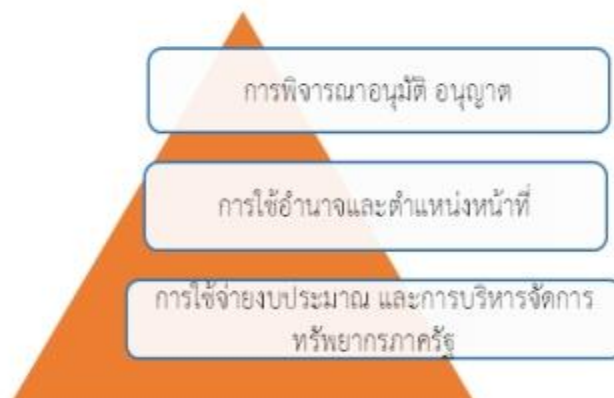 การพิจารณาอนุมัติ อนุญาต
การใช้อำนาจและตำแหน่งหน้าที่
การใช้จ่ายงบประมาณ และการบริหารจัดการ
ทรัพยากรภาครัฐ